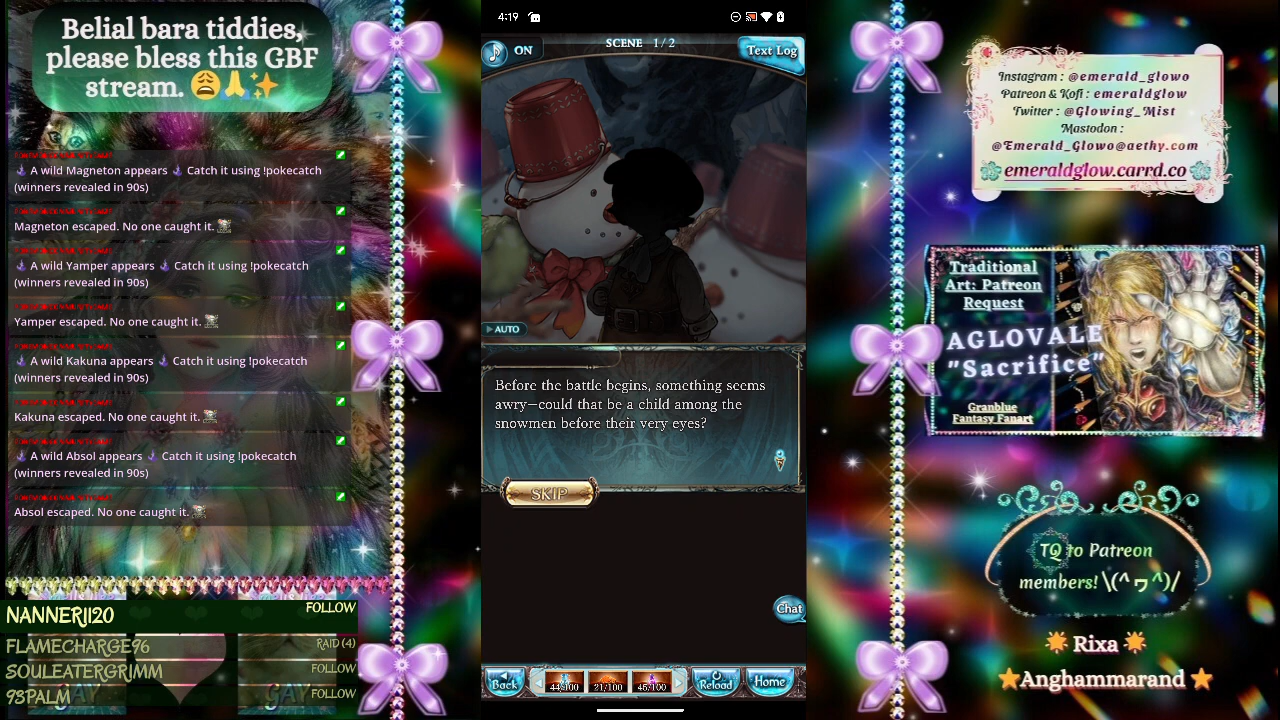 Belial bara tiddies,
please bless this GBF
stream. 😩🙏✨
A wild Magneton appears Catch it using !pokecatch
(winners revealed in 90s)
Magneton escaped. No one caught it.
A wild Yamper appears Catch it using !pokecatch
(winners revealed in 90s)
Yamper escaped. No one caught it.
A wild Kakuna appears Catch it using !pokecatch
(winners revealed in 90s)
Kakuna escaped. No one caught it.
A wild Absol appears Catch it using !pokecatch
(winners revealed in 90s)
Absol escaped. No one caught it.
NANNERJI20 FOLLOW
FLAMECHARGE96 RAID (4)
SOULEATERGRIMM FOLLOW
93PALM FOLLOW
4:19
ON
SCENE 1/2
Text Log
AUTO
Before the battle begins, something seems
awry—could that be a child among the
snowmen before their very eyes?
SKIP
Chat
Back
44/100
21/100
45/100
Reload
Home
Instagram : @emerald_glowo
Patreon & Kofi : emeraldglow
Twitter : @Glowing_Mist
Mastodon :
@Emerald_Glowo@aethy.com
emeraldglow.carrd.co
Traditional
Art: Patreon
Request
AGLOVALE
"Sacrifice"
Granblue
Fantasy Fanart
TQ to Patreon
members! \(^ ヮ ^)/
Rixa
Anghammarand